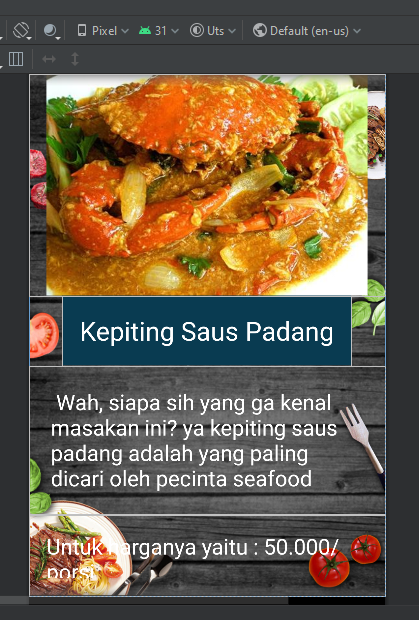 Pixel 31 Uts Default (en-us)
Kepiting Saus Padang
Wah, siapa sih yang ga kenal
masakan ini? ya kepiting saus
padang adalah yang paling
dicari oleh pecinta seafood
Untuk harganya yaitu : 50.000/
porsi